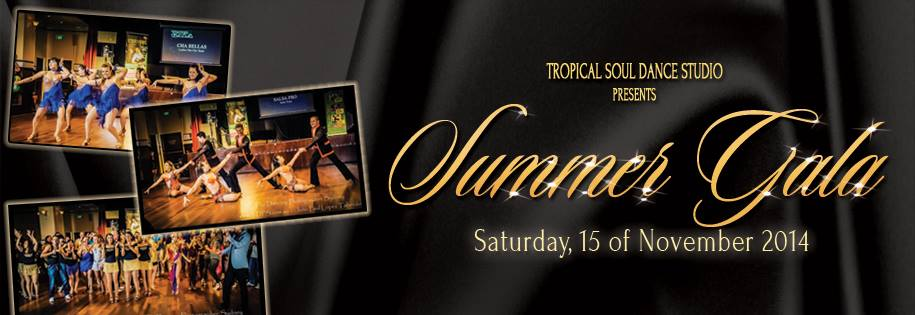 CHA BELLAS
SALSA PRO
TROPICAL SOUL DANCE STUDIO
PRESENTS
Summer Gala
Saturday, 15 of November 2014